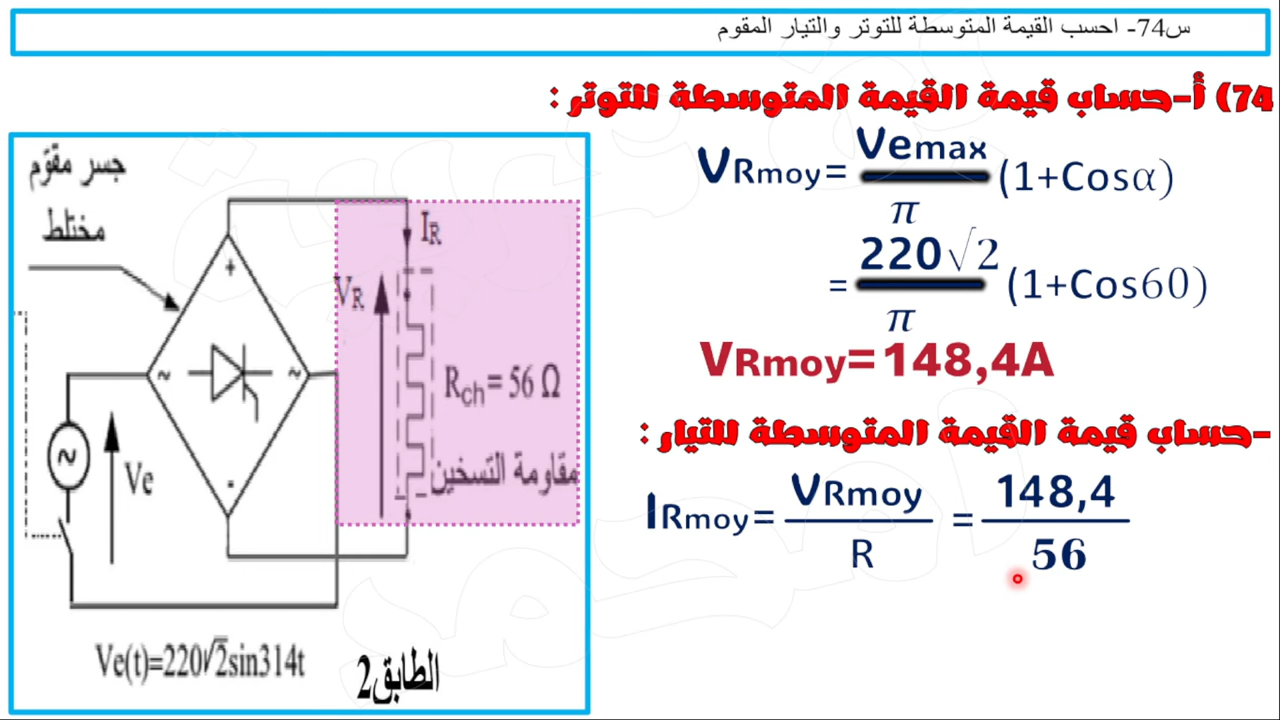 س74- احسب القيمة المتوسطة للتوتر والتيار المقوم
74) أ-حساب قيمة القيمة المتوسطة للتوتر :
VRmoy= Vemax/π (1+Cosα)
= 220√2/π (1+Cos60)
VRmoy=148,4A
-حساب قيمة القيمة المتوسطة للتيار :
IRmoy= VRmoy/R = 148,4/56
جسر مقوّم
مختلط
IR
+
VR
~ ~
Rch= 56 Ω
~
Ve
مقاومة التسخين
-
Ve(t)=220√2sin314t
الطابق2